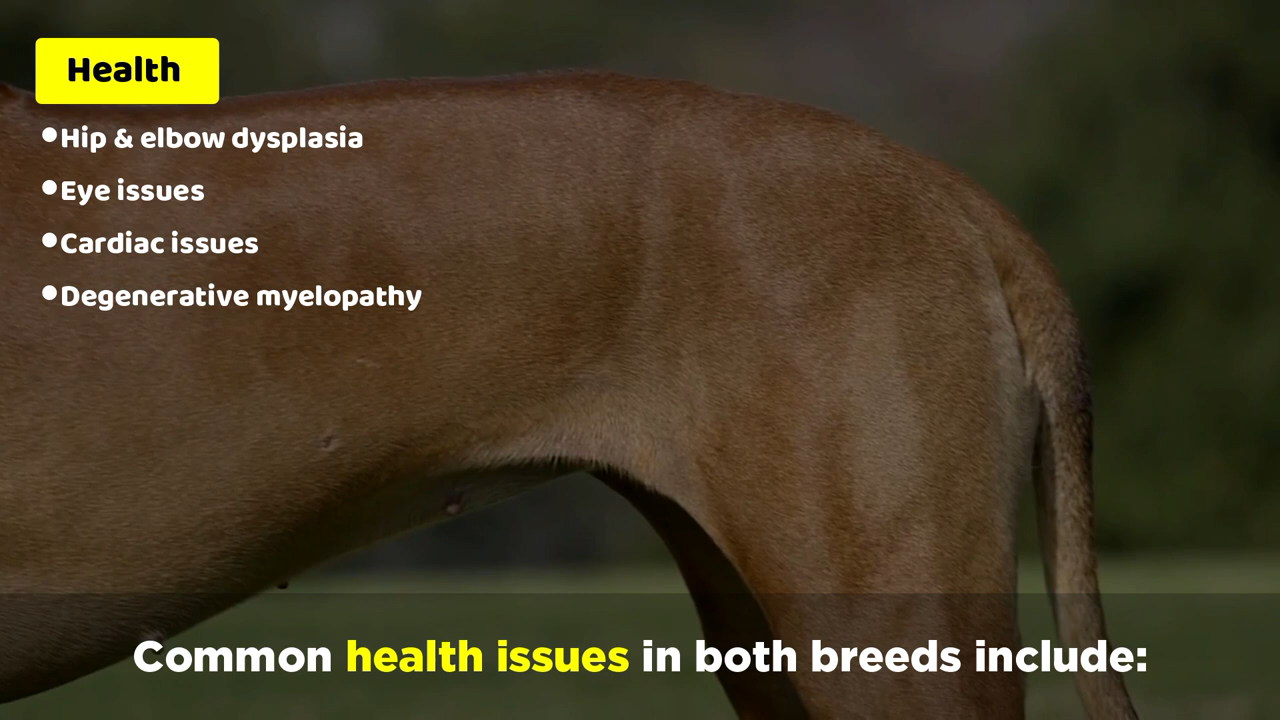 Health
•Hip & elbow dysplasia
•Eye issues
•Cardiac issues
•Degenerative myelopathy
Common health issues in both breeds include: